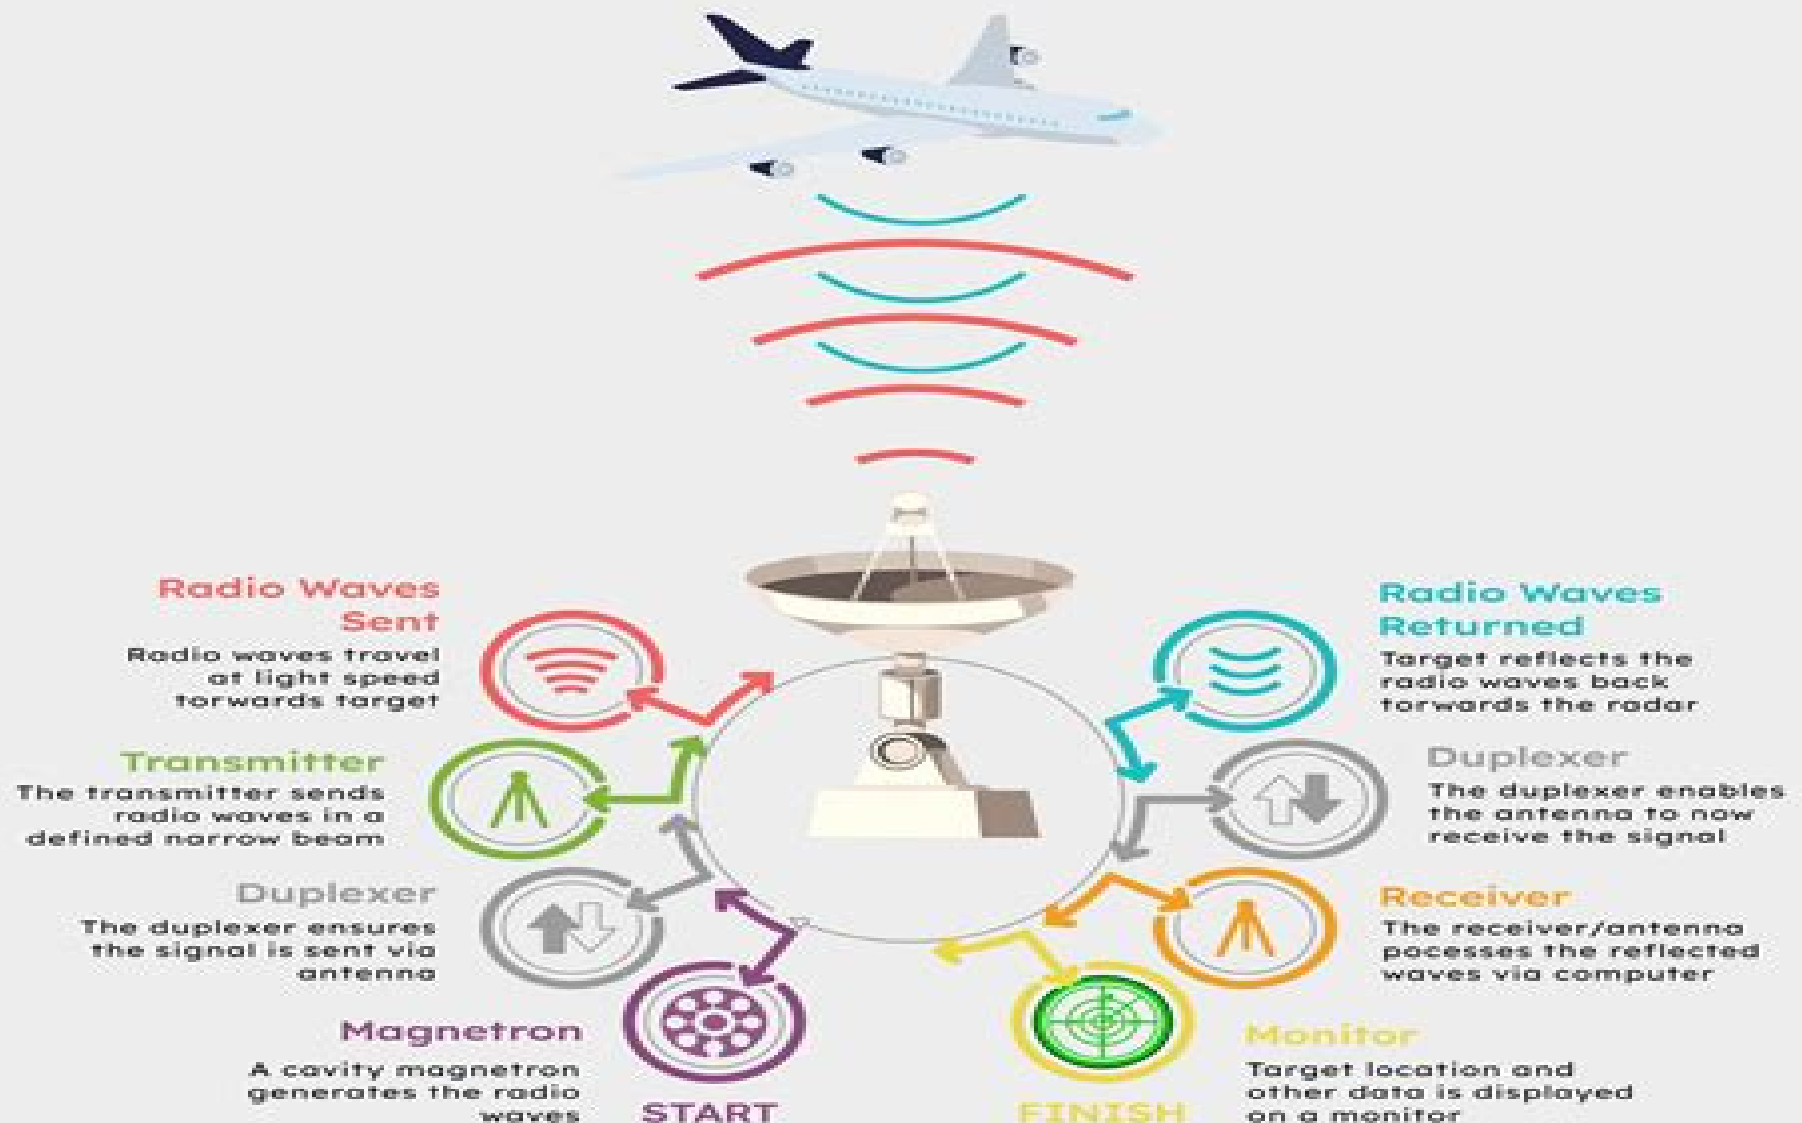 Radio Waves
Sent
Radio waves travel
at light speed
torwards target
Transmitter
The transmitter sends
radio waves in a
defined narrow beam
Duplexer
The duplexer ensures
the signal is sent via
antenna
Magnetron
A cavity magnetron
generates the radio
waves
START
Radio Waves
Returned
Target reflects the
radio waves back
torwards the radar
Duplexer
The duplexer enables
the antenna to now
receive the signal
Receiver
The receiver/antenna
pocesses the reflected
waves via computer
Monitor
Target location and
other data is displayed
on a monitor
FINISH